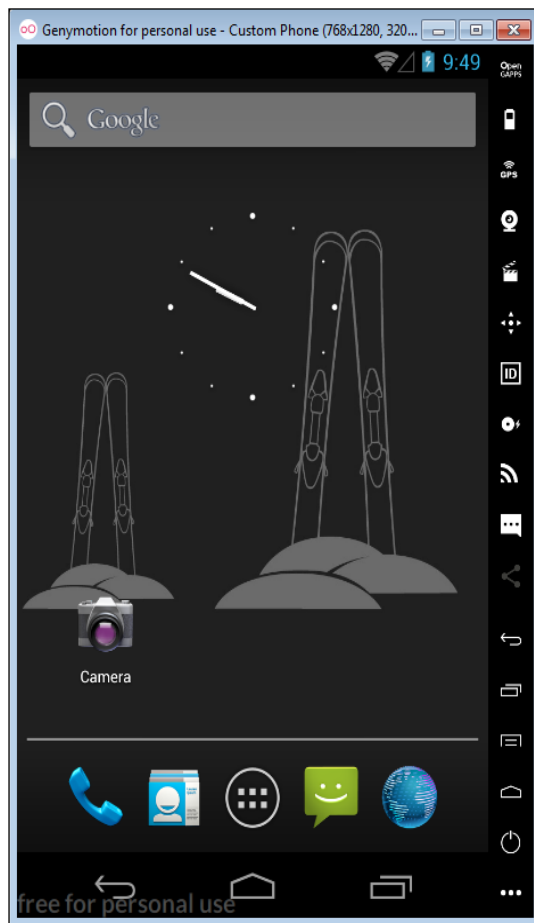 Genymotion for personal use - Custom Phone (768x1280, 320...
9:49
Open
GAPPS
Google
GPS
ID
Camera
free for personal use